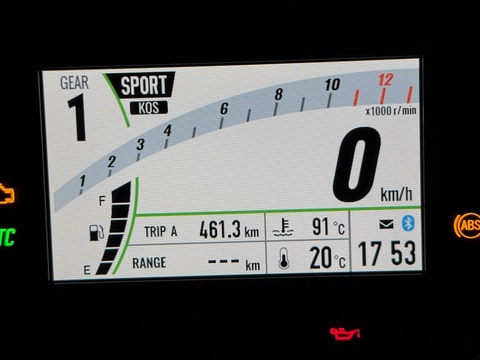 GEAR
1
SPORT
KQS
1 2 3 4 6 8 10 12
x1000 r/min
0
km/h
F
E
TRIP A 461.3 km
91 °C
RANGE --- km
20 °C
17 53
TC
ABS